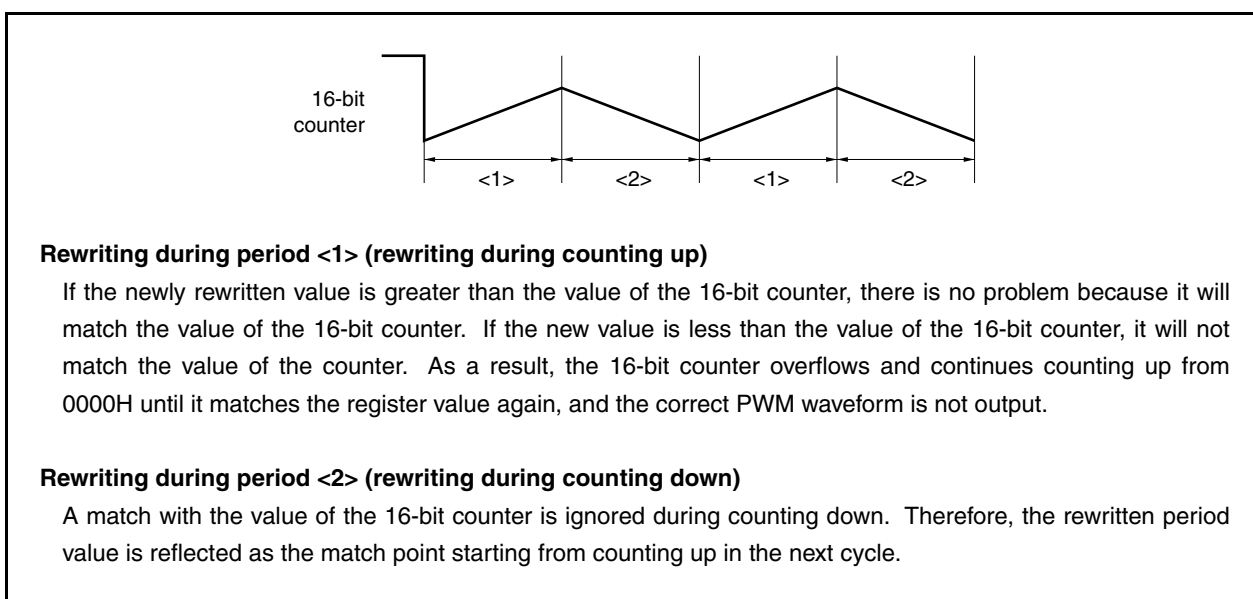 16-bit
counter
<1>
<2>
<1>
<2>
Rewriting during period <1> (rewriting during counting up)
If the newly rewritten value is greater than the value of the 16-bit counter, there is no problem because it will
match the value of the 16-bit counter. If the new value is less than the value of the 16-bit counter, it will not
match the value of the counter. As a result, the 16-bit counter overflows and continues counting up from
0000H until it matches the register value again, and the correct PWM waveform is not output.
Rewriting during period <2> (rewriting during counting down)
A match with the value of the 16-bit counter is ignored during counting down. Therefore, the rewritten period
value is reflected as the match point starting from counting up in the next cycle.